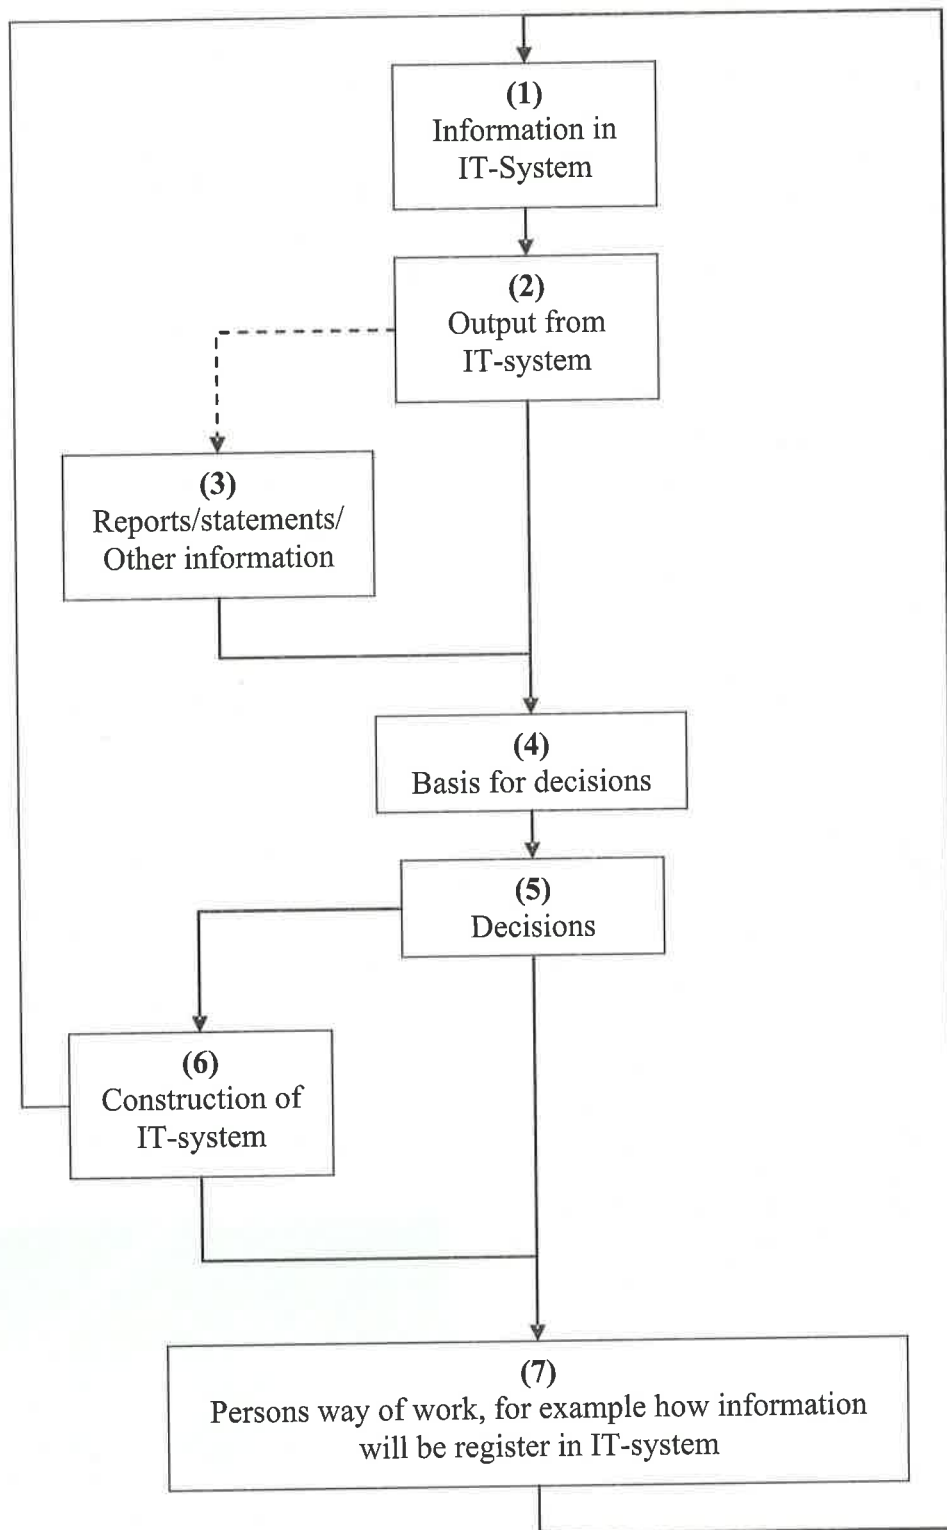 (1)
Information in
IT-System
(2)
Output from
IT-system
(3)
Reports/statements/
Other information
(4)
Basis for decisions
(5)
Decisions
(6)
Construction of
IT-system
(7)
Persons way of work, for example how information
will be register in IT-system